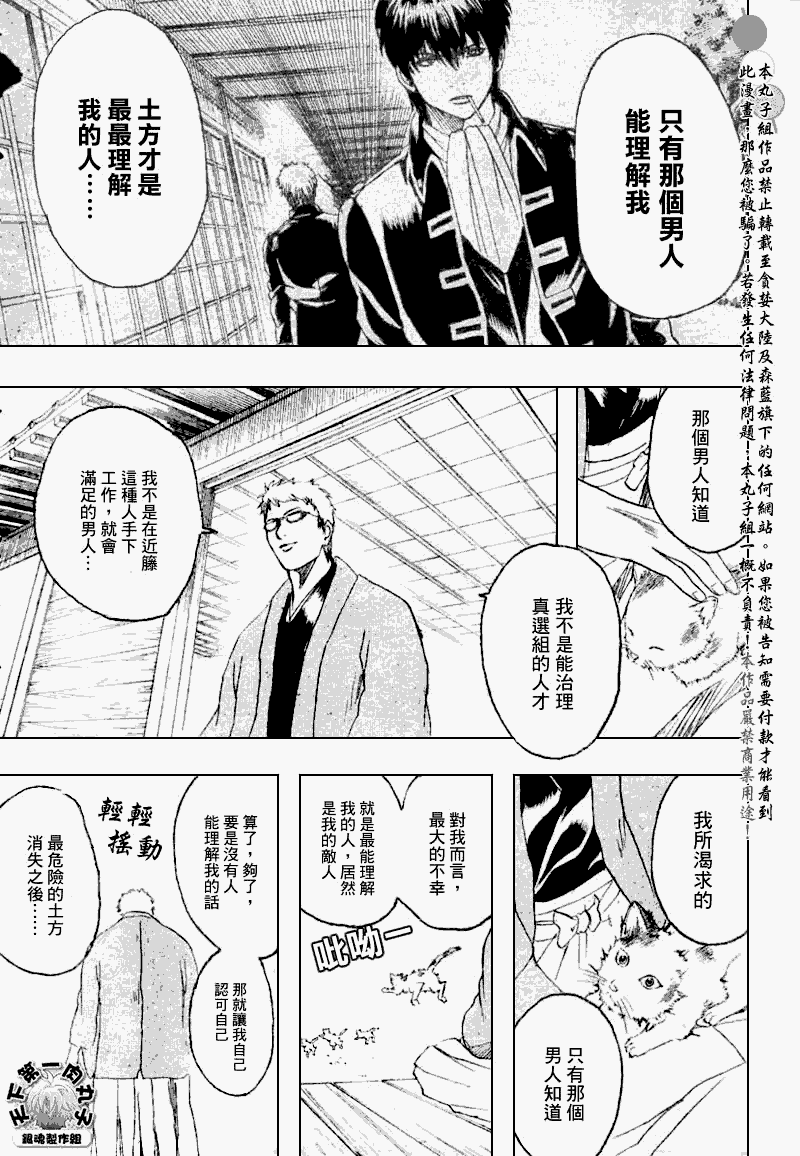 只有那個男人
能理解我
土方才是
最最理解
我的人……
那個男人知道
我不是能治理
真選組的人才
我不是在近籐
這種人手下
工作，就會
滿足的男人…
我所渴求的
只有那個
男人知道
對我而言，
最大的不幸
就是最能理解
我的人，居然
是我的敵人
吡呦一
算了，夠了，
要是沒有人
能理解我的話
那就讓我自己
認可自己
輕輕
搖動
最危險的土方
消失之後……
本丸子組作品禁止轉載至貪婪大陸及森藍旗下的任何網站。如果您被告知需要付款才能看到
此漫畫，那麼您被騙了。若發生任何法律問題，本丸子組一概不負責！本作品嚴禁商業用途！
天下第一肉丸子
銀魂製作組